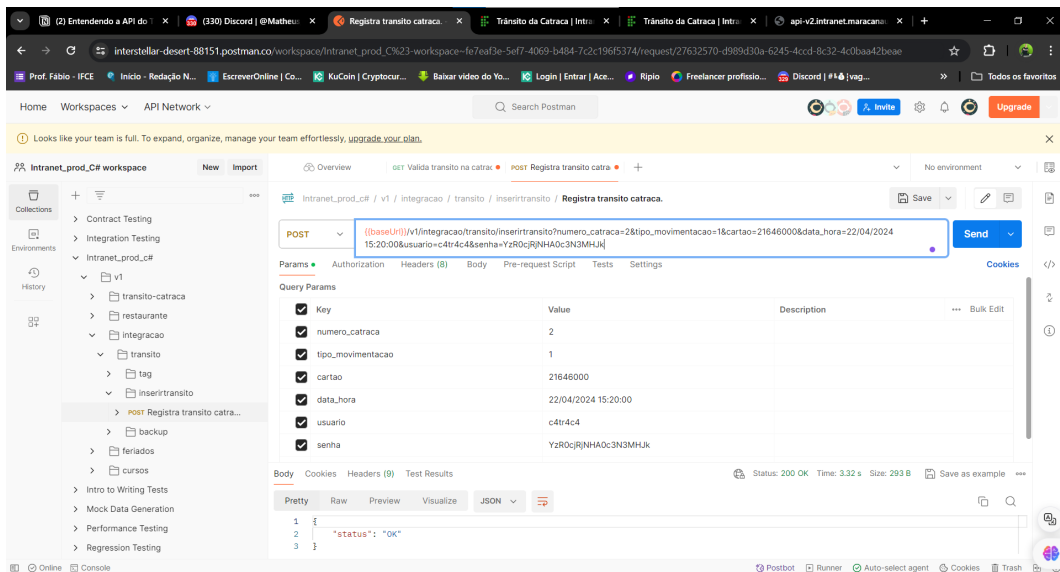 (2) Entendendo a API do T
(330) Discord | @Matheus
Registra transito catraca. -
Trânsito da Catraca | Intra
Trânsito da Catraca | Intra
api-v2.intranet.maracanau
interstellar-desert-88151.postman.co/workspace/Intranet_prod_C%23-workspace~fe7eaf3e-5ef7-4069-b484-7c2c196f5374/request/27632570-d989d30a-6245-4ccd-8c32-4c0baa42beae
Prof. Fábio - IFCE
Início - Redação N...
EscreverOnline | Co...
KuCoin | Cryptocur...
Baixar video do Yo...
Login | Entrar | Ace...
Ripio
Freelancer profissio...
Todos os favoritos
Home Workspaces API Network
Search Postman
Invite
Upgrade
Looks like your team is full. To expand, organize, manage your team effortlessly, upgrade your plan.
Intranet_prod_C# workspace New Import
Overview GET Valida transito na catrac POST Registra transito catra No environment
Collections
Environments
History
Contract Testing
Integration Testing
Intranet_prod_c#
v1
transito-catraca
restaurante
integracao
transito
tag
inserirtransito
POST Registra transito catra...
backup
feriados
cursos
Intro to Writing Tests
Mock Data Generation
Performance Testing
Regression Testing
HTTP Intranet_prod_c# / v1 / integracao / transito / inserirtransito / Registra transito catraca.
Save
POST
{{baseUrl}}/v1/integracao/transito/inserirtransito?numero_catraca=2&tipo_movimentacao=1&cartao=21646000&data_hora=22/04/2024
15:20:00&usuario=c4tr4c4&senha=YzR0cjRjNHA0c3N3MHJk
Send
Params Authorization Headers (8) Body Pre-request Script Tests Settings Cookies
Query Params
Key Value Description Bulk Edit
numero_catraca 2
tipo_movimentacao 1
cartao 21646000
data_hora 22/04/2024 15:20:00
usuario c4tr4c4
senha YzR0cjRjNHA0c3N3MHJk
Body Cookies Headers (9) Test Results Status: 200 OK Time: 3.32 s Size: 293 B Save as example
Pretty Raw Preview Visualize JSON
1 {
2 "status": "OK"
3 }
Online Console Postbot Runner Auto-select agent Cookies Trash